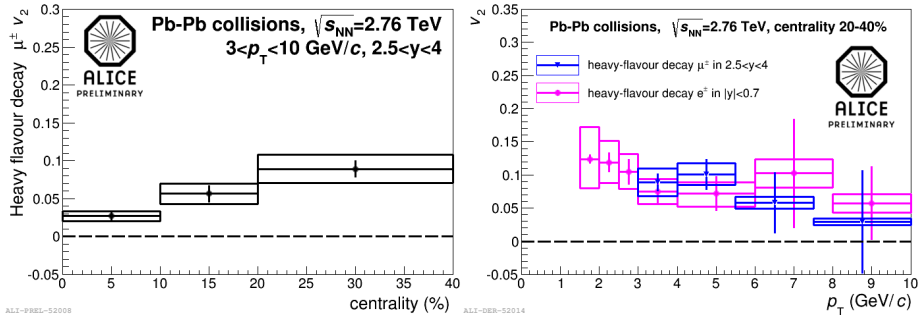 Heavy flavour decay μ± v2
0.3
0.25
0.2
0.15
0.1
0.05
0
-0.05
Pb-Pb collisions, √sNN=2.76 TeV
3<pT<10 GeV/c, 2.5<y<4
ALICE
PRELIMINARY
0 5 10 15 20 25 30 35 40
centrality (%)
ALI-PREL-52008
v2
0.35
0.3
0.25
0.2
0.15
0.1
0.05
0
-0.05
Pb-Pb collisions, √sNN=2.76 TeV, centrality 20-40%
heavy-flavour decay μ± in 2.5<y<4
heavy-flavour decay e± in |y|<0.7
ALICE
PRELIMINARY
0 1 2 3 4 5 6 7 8 9 10
pT (GeV/c)
ALI-DER-52014